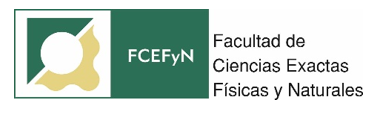 FCEFyN
Facultad de
Ciencias Exactas
Físicas y Naturales